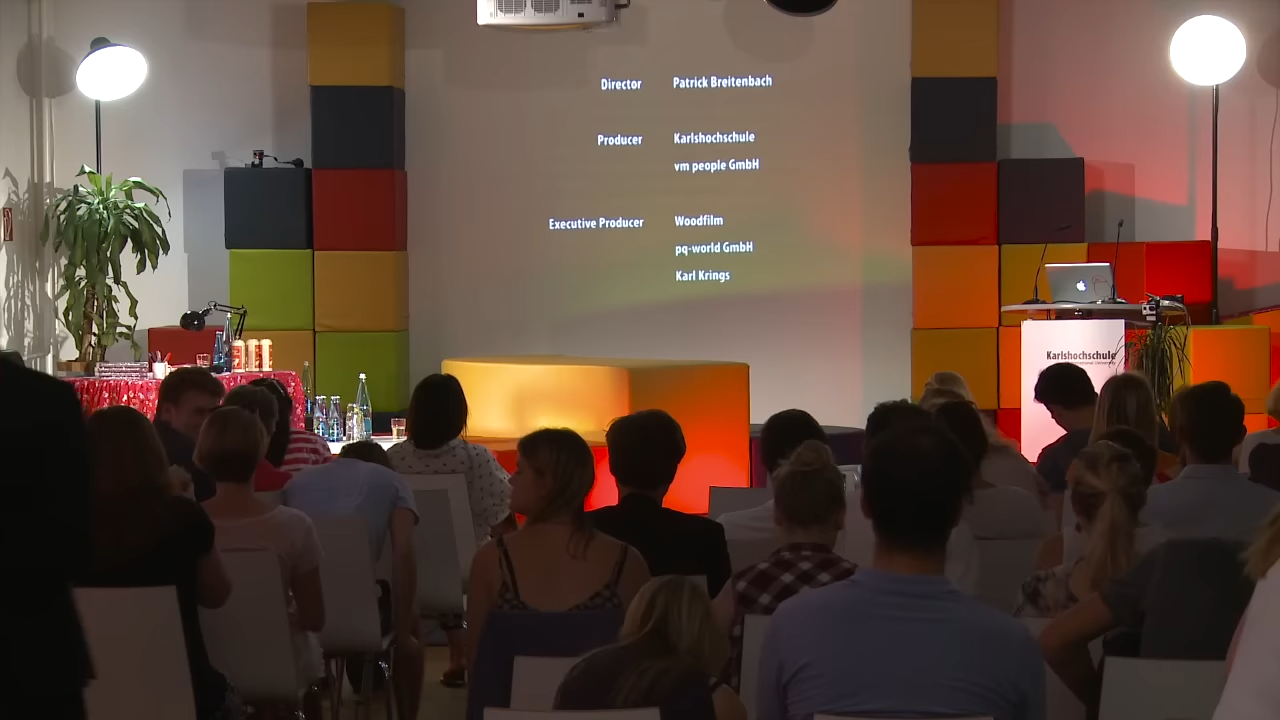 Director Patrick Breitenbach
Producer Karlshochschule
vm people GmbH
Executive Producer Woodfilm
pq-world GmbH
Karl Krings
Karlshochschule